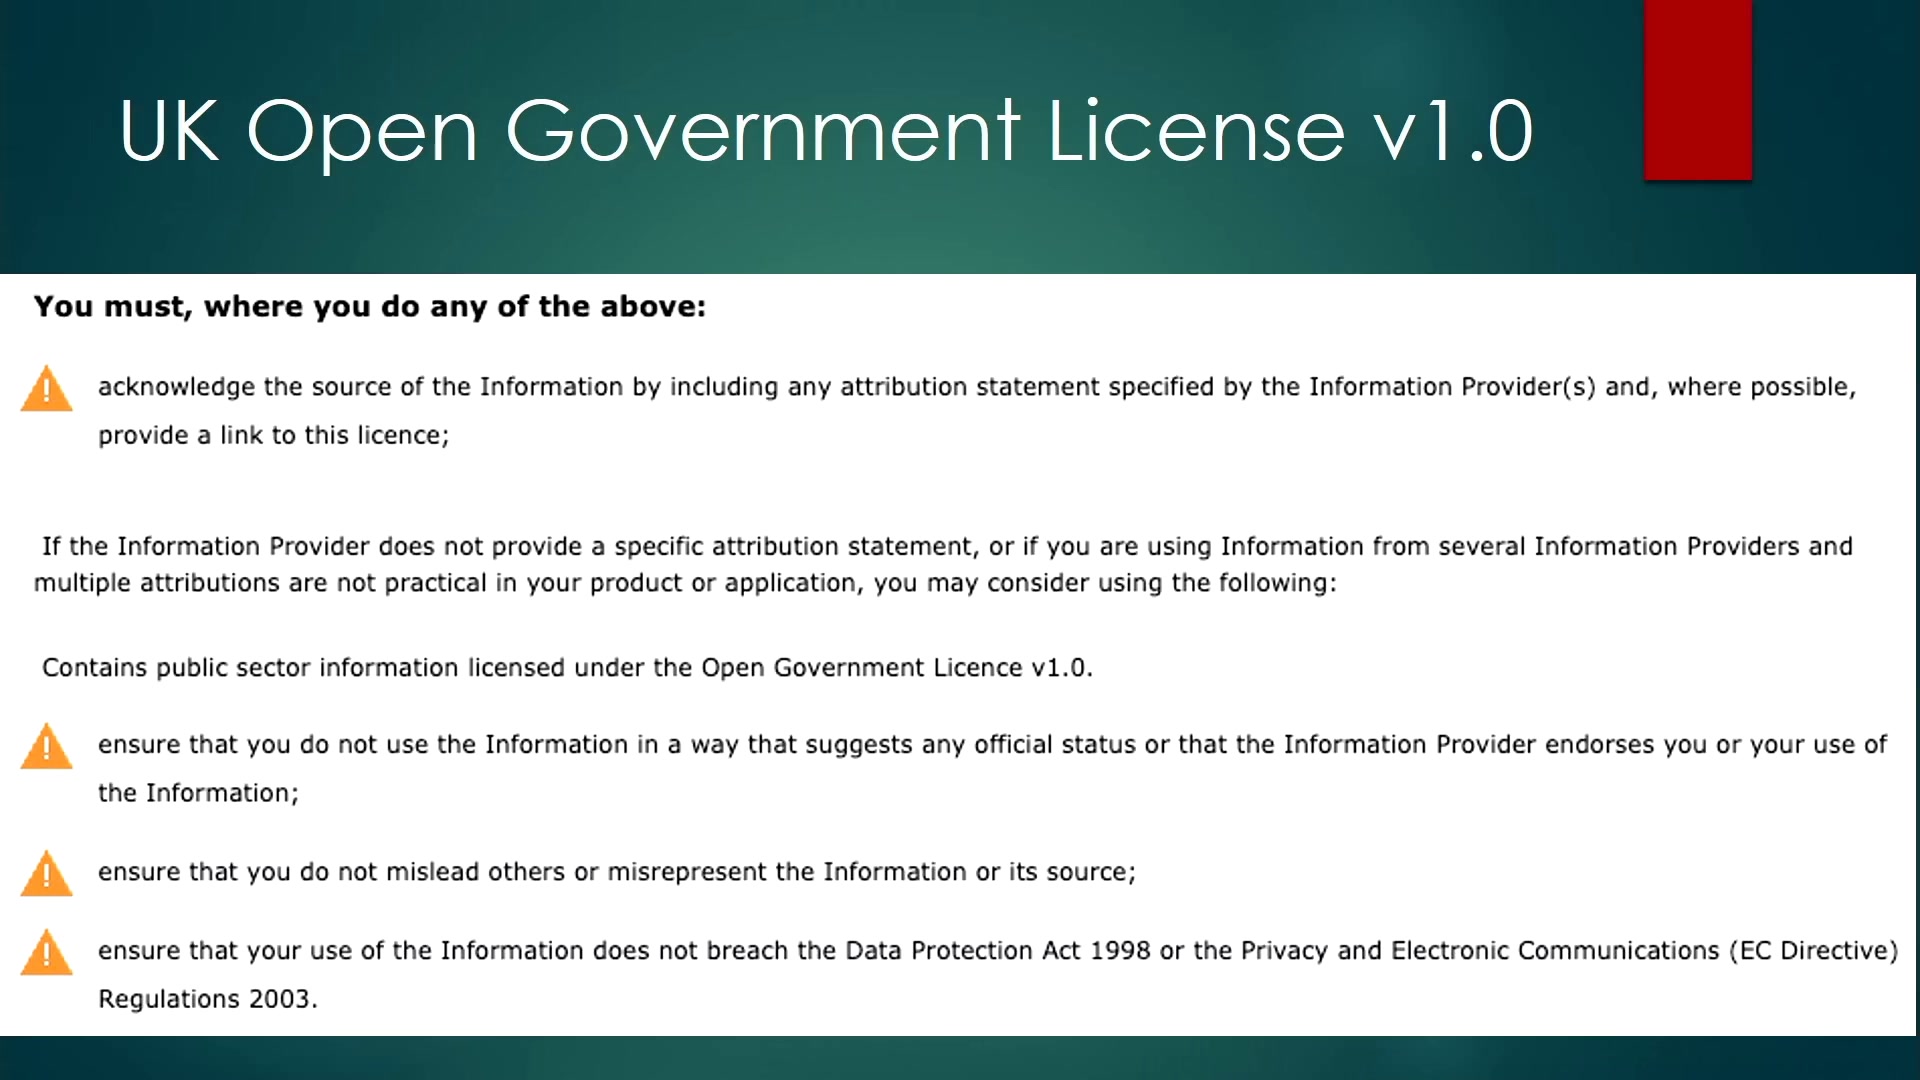 UK Open Government License v1.0
You must, where you do any of the above:
acknowledge the source of the Information by including any attribution statement specified by the Information Provider(s) and, where possible,
provide a link to this licence;
If the Information Provider does not provide a specific attribution statement, or if you are using Information from several Information Providers and
multiple attributions are not practical in your product or application, you may consider using the following:
Contains public sector information licensed under the Open Government Licence v1.0.
ensure that you do not use the Information in a way that suggests any official status or that the Information Provider endorses you or your use of
the Information;
ensure that you do not mislead others or misrepresent the Information or its source;
ensure that your use of the Information does not breach the Data Protection Act 1998 or the Privacy and Electronic Communications (EC Directive)
Regulations 2003.